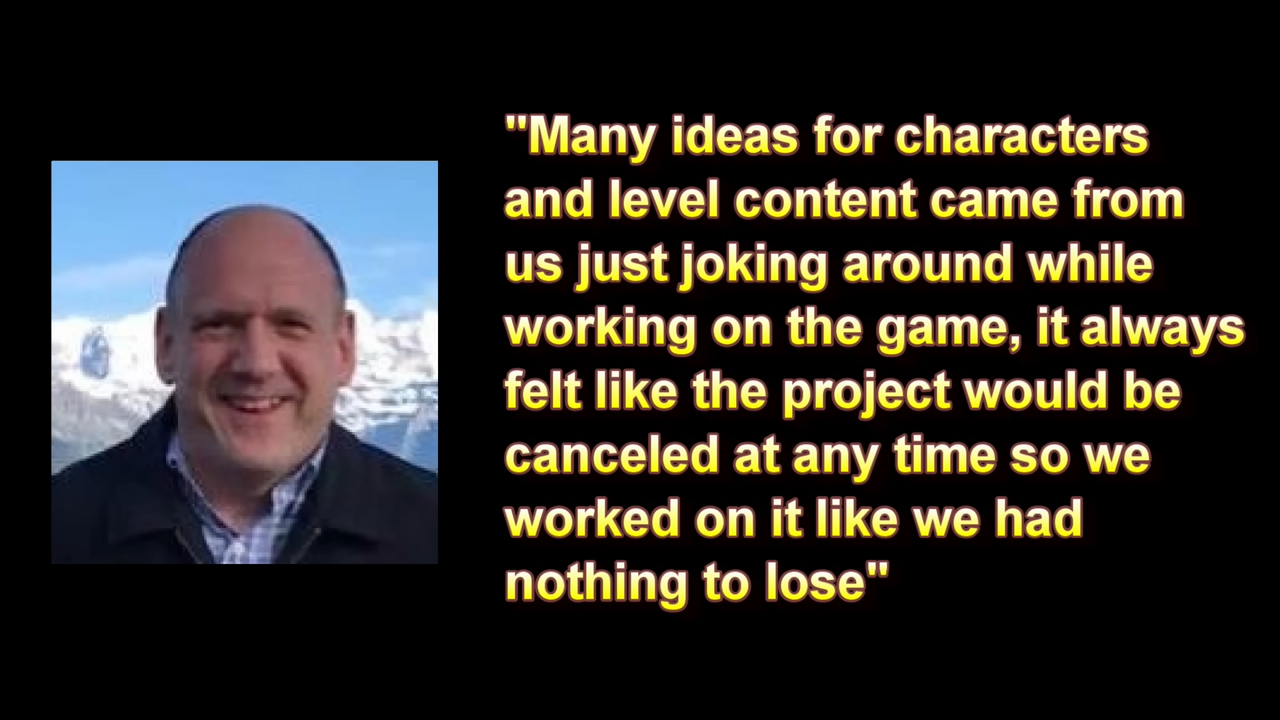 "Many ideas for characters
and level content came from
us just joking around while
working on the game, it always
felt like the project would be
canceled at any time so we
worked on it like we had
nothing to lose"